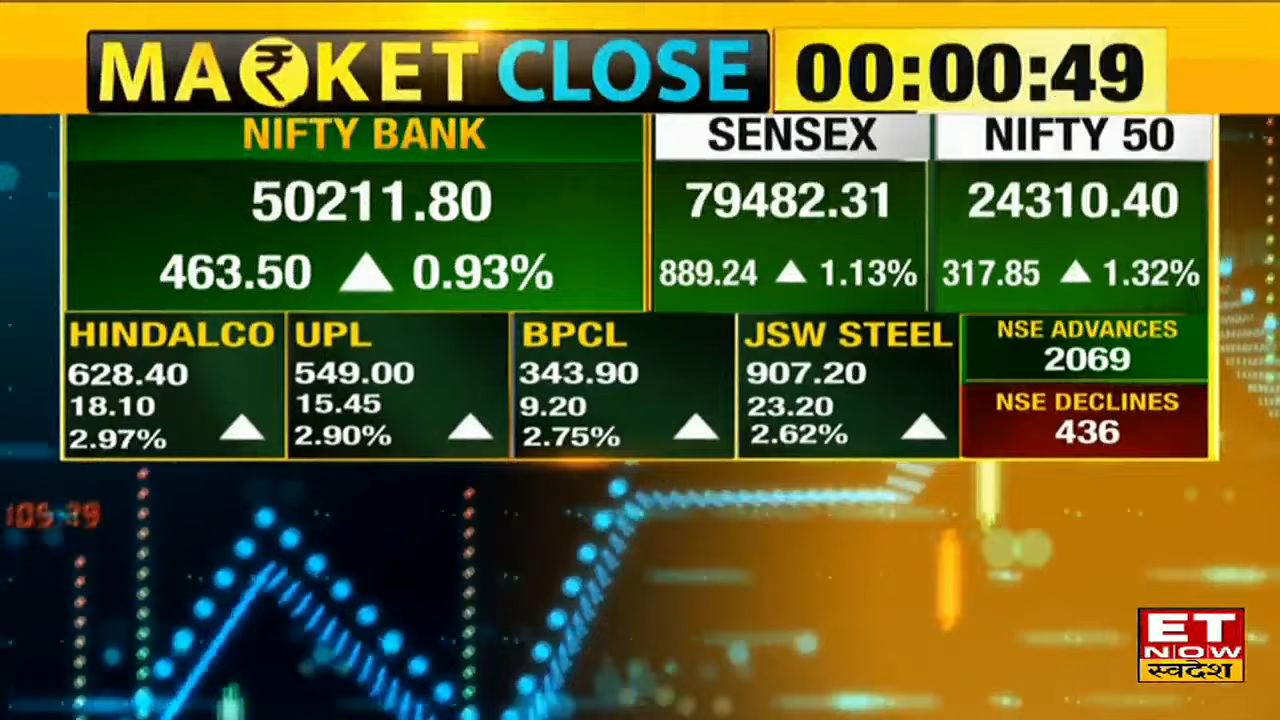 MA₹KET CLOSE 00:00:49
NIFTY BANK
50211.80
463.50 ▲ 0.93%
SENSEX
79482.31
889.24 ▲ 1.13%
NIFTY 50
24310.40
317.85 ▲ 1.32%
HINDALCO
628.40
18.10
2.97% ▲
UPL
549.00
15.45
2.90% ▲
BPCL
343.90
9.20
2.75% ▲
JSW STEEL
907.20
23.20
2.62% ▲
NSE ADVANCES
2069
NSE DECLINES
436
ET
NOW
स्वदेश